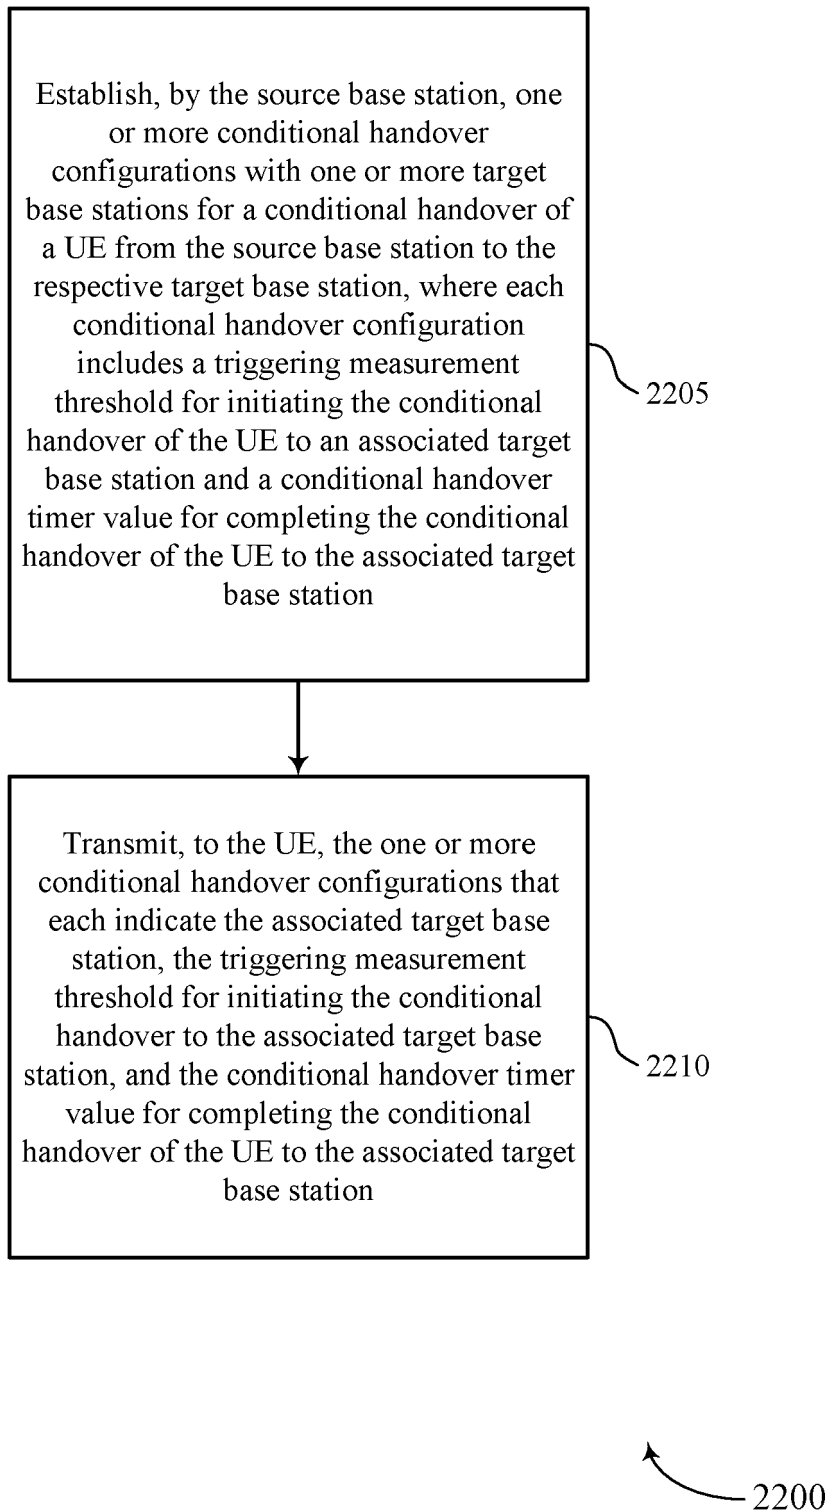 Establish, by the source base station, one
or more conditional handover
configurations with one or more target
base stations for a conditional handover of
a UE from the source base station to the
respective target base station, where each
conditional handover configuration
includes a triggering measurement
threshold for initiating the conditional
handover of the UE to an associated target
base station and a conditional handover
timer value for completing the conditional
handover of the UE to the associated target
base station
2205
Transmit, to the UE, the one or more
conditional handover configurations that
each indicate the associated target base
station, the triggering measurement
threshold for initiating the conditional
handover to the associated target base
station, and the conditional handover timer
value for completing the conditional
handover of the UE to the associated target
base station
2210
2200